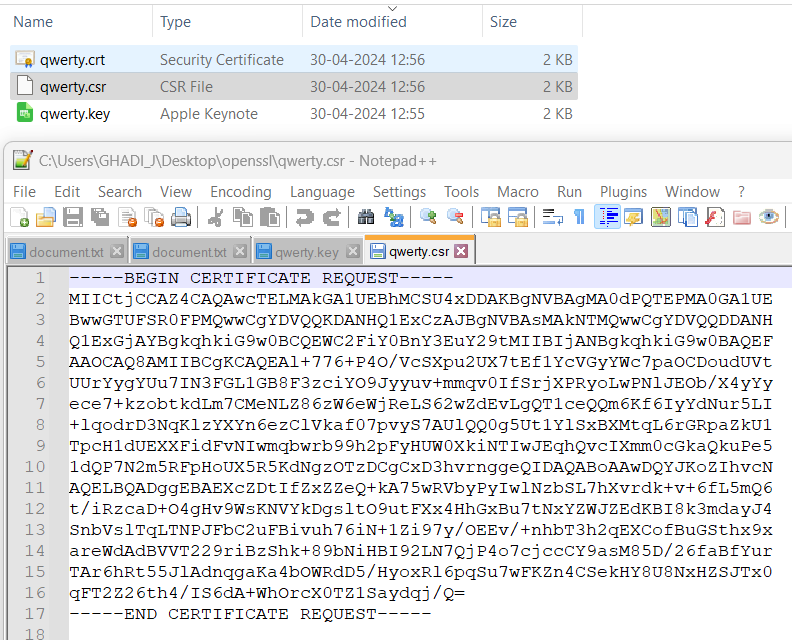 Name Type Date modified Size
qwerty.crt Security Certificate 30-04-2024 12:56 2 KB
qwerty.csr CSR File 30-04-2024 12:56 2 KB
qwerty.key Apple Keynote 30-04-2024 12:55 2 KB
C:\Users\GHADI_J\Desktop\openssl\qwerty.csr - Notepad++
File Edit Search View Encoding Language Settings Tools Macro Run Plugins Window ?
document.txt document.txt qwerty.key qwerty.csr
1 -----BEGIN CERTIFICATE REQUEST-----
2 MIICtjCCAZ4CAQAwcTELMAkGA1UEBhMCSU4xDDAKBgNVBAgMA0dPQTEPMA0GA1UE
3 BwwGTUFSR0FPMQwwCgYDVQQKDANHQ1ExCzAJBgNVBAsMAkNTMQwwCgYDVQQDDANH
4 Q1ExGjAYBgkqhkiG9w0BCQEWC2FiY0BnY3EuY29tMIIBIjANBgkqhkiG9w0BAQEF
5 AAOCAQ8AMIIBCgKCAQEAl+776+P4O/VcSXpu2UX7tEf1YcVGyYWc7paOCDoudUVt
6 UUrYygYUu7IN3FGL1GB8F3zciYO9Jyyuv+mmqv0IfSrjXPRyoLwPNlJEOb/X4yYy
7 ece7+kzobtkdLm7CMeNLZ86zW6eWjReLS62wZdEvLgQT1ceQQm6Kf6IyYdNur5LI
8 +lqodrD3NqKlzYXYn6ezClVkaf07pvyS7AUlQQ0g5Ut1YlSxBXMtqL6rGRpaZkU1
9 TpcH1dUEXXFidFvNIwmqbwrb99h2pFyHUW0XkiNTIwJEqhQvcIXmm0cGkaQkuPe5
10 1dQP7N2m5RFpHoUX5R5KdNgzOTzDCgCxD3hvrnggeQIDAQABoAAwDQYJKoZIhvcN
11 AQELBQADggEBAEXcZDtIfZxZZeQ+kA75wRVbyPyIwlNzbSL7hXvrdk+v+6fL5mQ6
12 t/iRzcaD+O4gHv9WsKNVYkDgsltO9utFXx4HhGxBu7tNxYZWJZEdKBI8k3mdayJ4
13 SnbVslTqLTNPJFbC2uFBivuh76iN+1Zi97y/OEEv/+nhbT3h2qEXCofBuGSthx9x
14 areWdAdBVVT229riBzShk+89bNiHBI92LN7QjP4o7cjccCY9asM85D/26faBfYur
15 TAr6hRt55JlAdnqgaKa4bOWRdD5/HyoxRl6pqSu7wFKZn4CSekHY8U8NxHZSJTx0
16 qFT2Z26th4/IS6dA+WhOrcX0TZ1Saydqj/Q=
17 -----END CERTIFICATE REQUEST-----
18